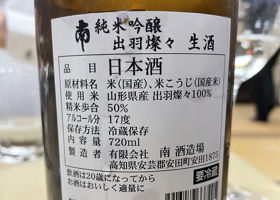 南 純米吟醸 生酒
出羽燦々
品目 日本酒
原材料名 米(国産)、米こうじ(国産米)
使用米 山形県産 出羽燦々100%
精米歩合 50%
アルコール分 17度
保存方法 冷蔵保存
内容量 720ml
製造者 有限会社 南 酒造場
高知県安芸郡安田町安田1875
飲酒は20歳になってから
お酒はおいしく適量に
要冷蔵